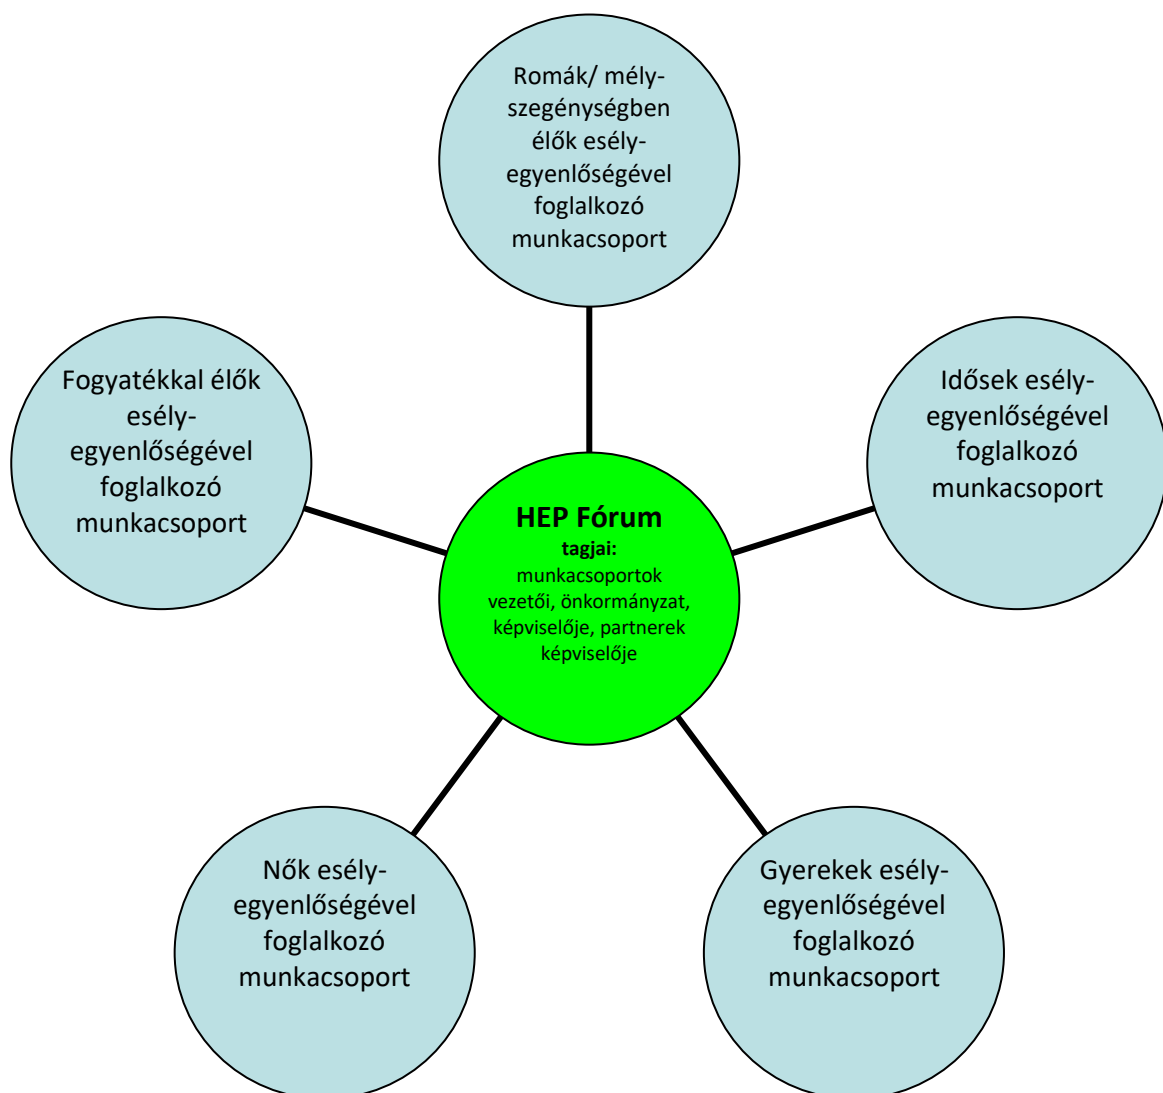 Romák/ mély-
szegénységben
élők esély-
egyenlőségével
foglalkozó
munkacsoport
Fogyatékkal élők
esély-
egyenlőségével
foglalkozó
munkacsoport
Idősek esély-
egyenlőségével
foglalkozó
munkacsoport
HEP Fórum
tagjai:
munkacsoportok
vezetői, önkormányzat,
képviselője, partnerek
képviselője
Nők esély-
egyenlőségével
foglalkozó
munkacsoport
Gyerekek esély-
egyenlőségével
foglalkozó
munkacsoport